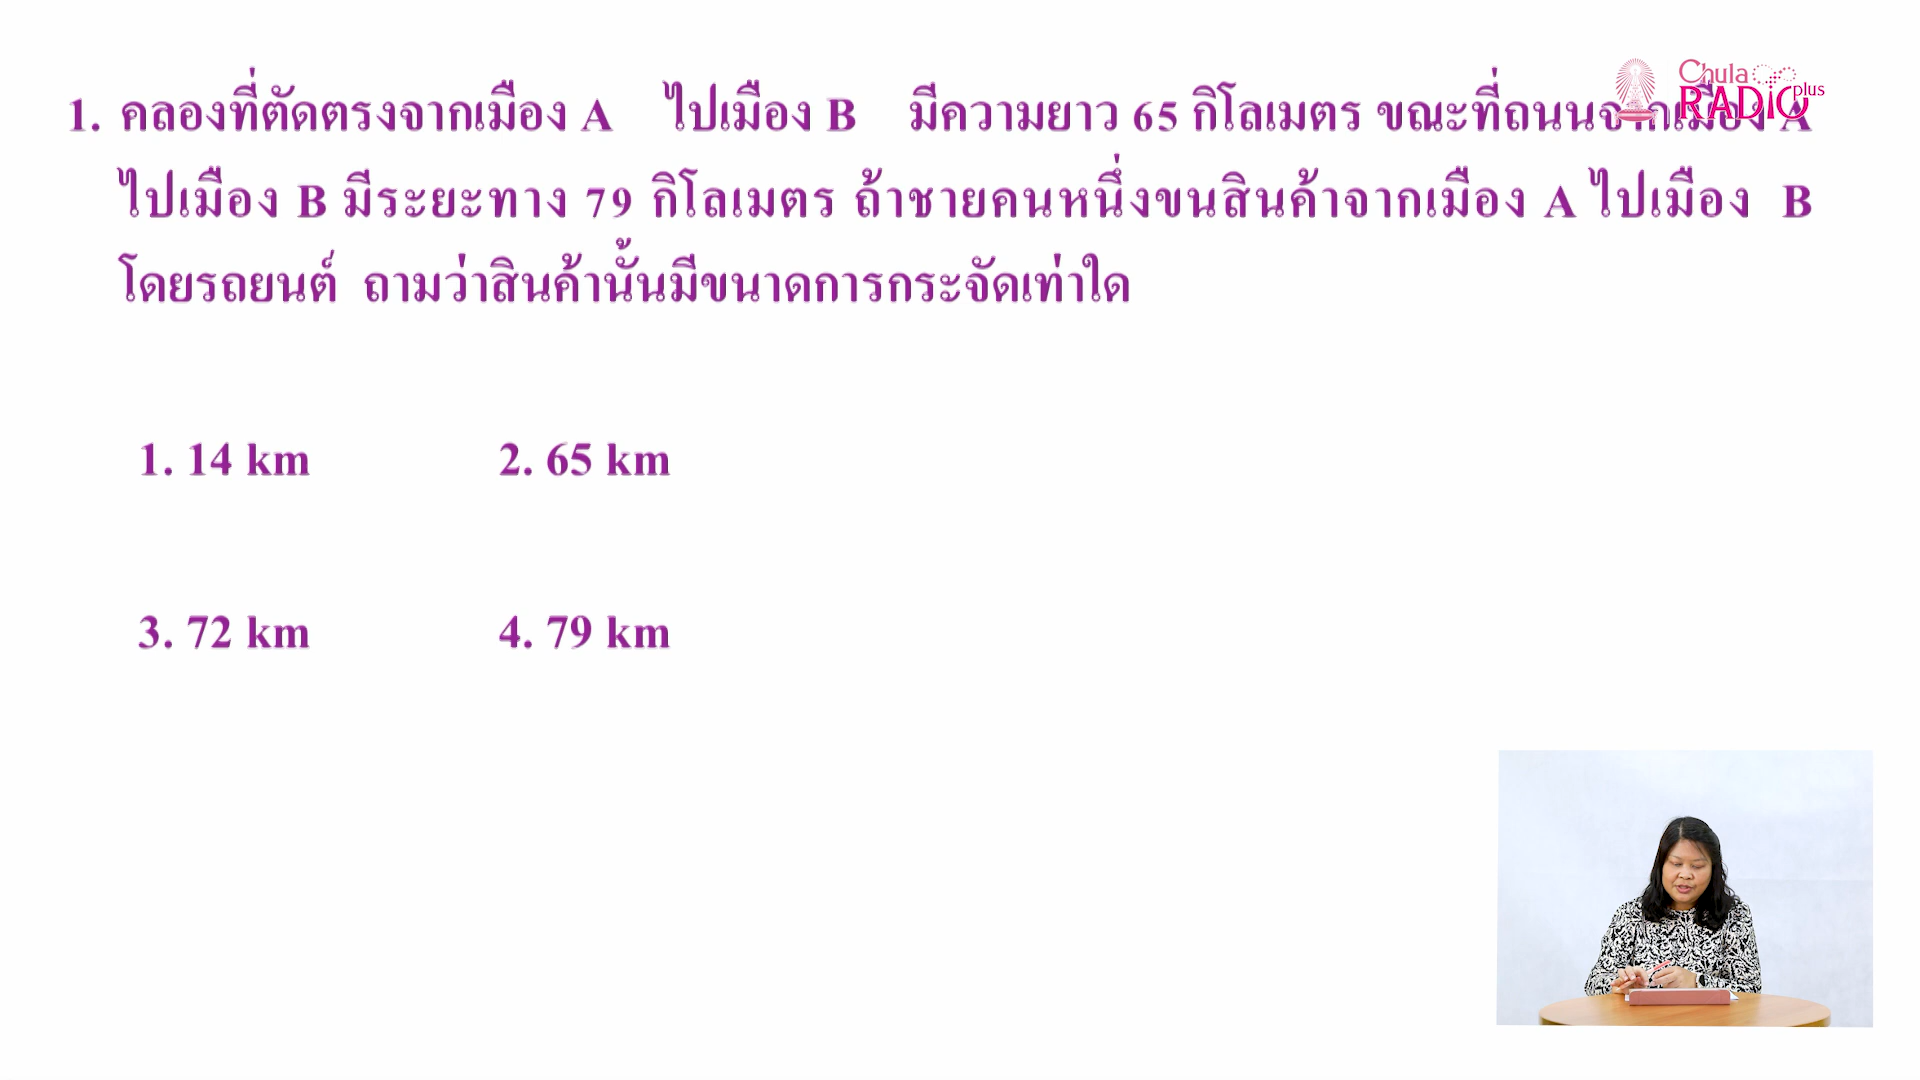 1. คลองที่ตัดตรงจากเมือง A ไปเมือง B มีความยาว 65 กิโลเมตร ขณะที่ถนนจากเมือง A
Chula
RADIO plus
ไปเมือง B มีระยะทาง 79 กิโลเมตร ถ้าชายคนหนึ่งขนสินค้าจากเมือง A ไปเมือง B
โดยรถยนต์ ถามว่าสินค้านั้นมีขนาดการกระจัดเท่าใด
1. 14 km 2. 65 km
3. 72 km 4. 79 km